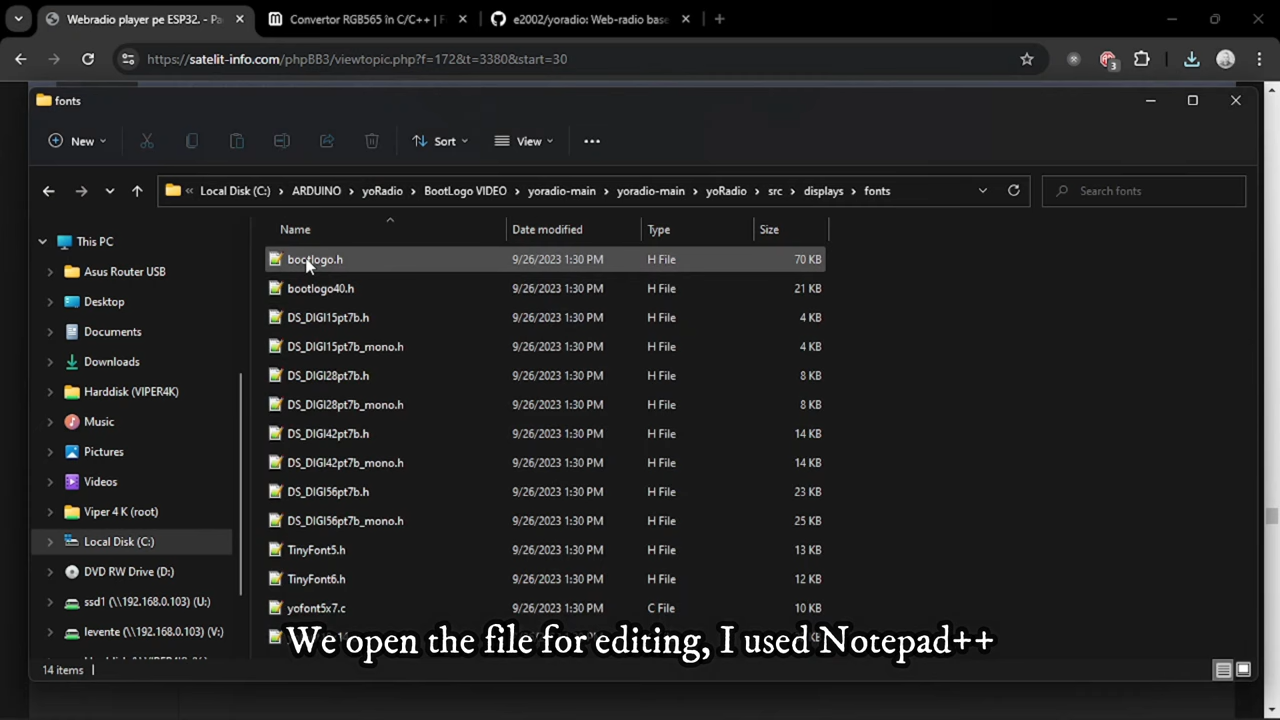 Webradio player pe ESP32. - Pa
Convertor RGB565 în C/C++ | F
e2002/yoradio: Web-radio base
https://satelit-info.com/phpBB3/viewtopic.php?f=172&t=3380&start=30
3
fonts
New
Sort
View
Local Disk (C:) > ARDUINO > yoRadio > BootLogo VIDEO > yoradio-main > yoradio-main > yoRadio > src > displays > fonts
Search fonts
Name Date modified Type Size
This PC
Asus Router USB
Desktop
Documents
Downloads
Harddisk (VIPER4K)
Music
Pictures
Videos
Viper 4 K (root)
Local Disk (C:)
DVD RW Drive (D:)
ssd1 (\\192.168.0.103) (U:)
levente (\\192.168.0.103) (V:)
bootlogo.h 9/26/2023 1:30 PM H File 70 KB
bootlogo40.h 9/26/2023 1:30 PM H File 21 KB
DS_DIGI15pt7b.h 9/26/2023 1:30 PM H File 4 KB
DS_DIGI15pt7b_mono.h 9/26/2023 1:30 PM H File 4 KB
DS_DIGI28pt7b.h 9/26/2023 1:30 PM H File 8 KB
DS_DIGI28pt7b_mono.h 9/26/2023 1:30 PM H File 8 KB
DS_DIGI42pt7b.h 9/26/2023 1:30 PM H File 14 KB
DS_DIGI42pt7b_mono.h 9/26/2023 1:30 PM H File 14 KB
DS_DIGI56pt7b.h 9/26/2023 1:30 PM H File 23 KB
DS_DIGI56pt7b_mono.h 9/26/2023 1:30 PM H File 25 KB
TinyFont5.h 9/26/2023 1:30 PM H File 13 KB
TinyFont6.h 9/26/2023 1:30 PM H File 12 KB
yofont5x7.c 9/26/2023 1:30 PM C File 10 KB
We open the file for editing, I used Notepad++
14 items